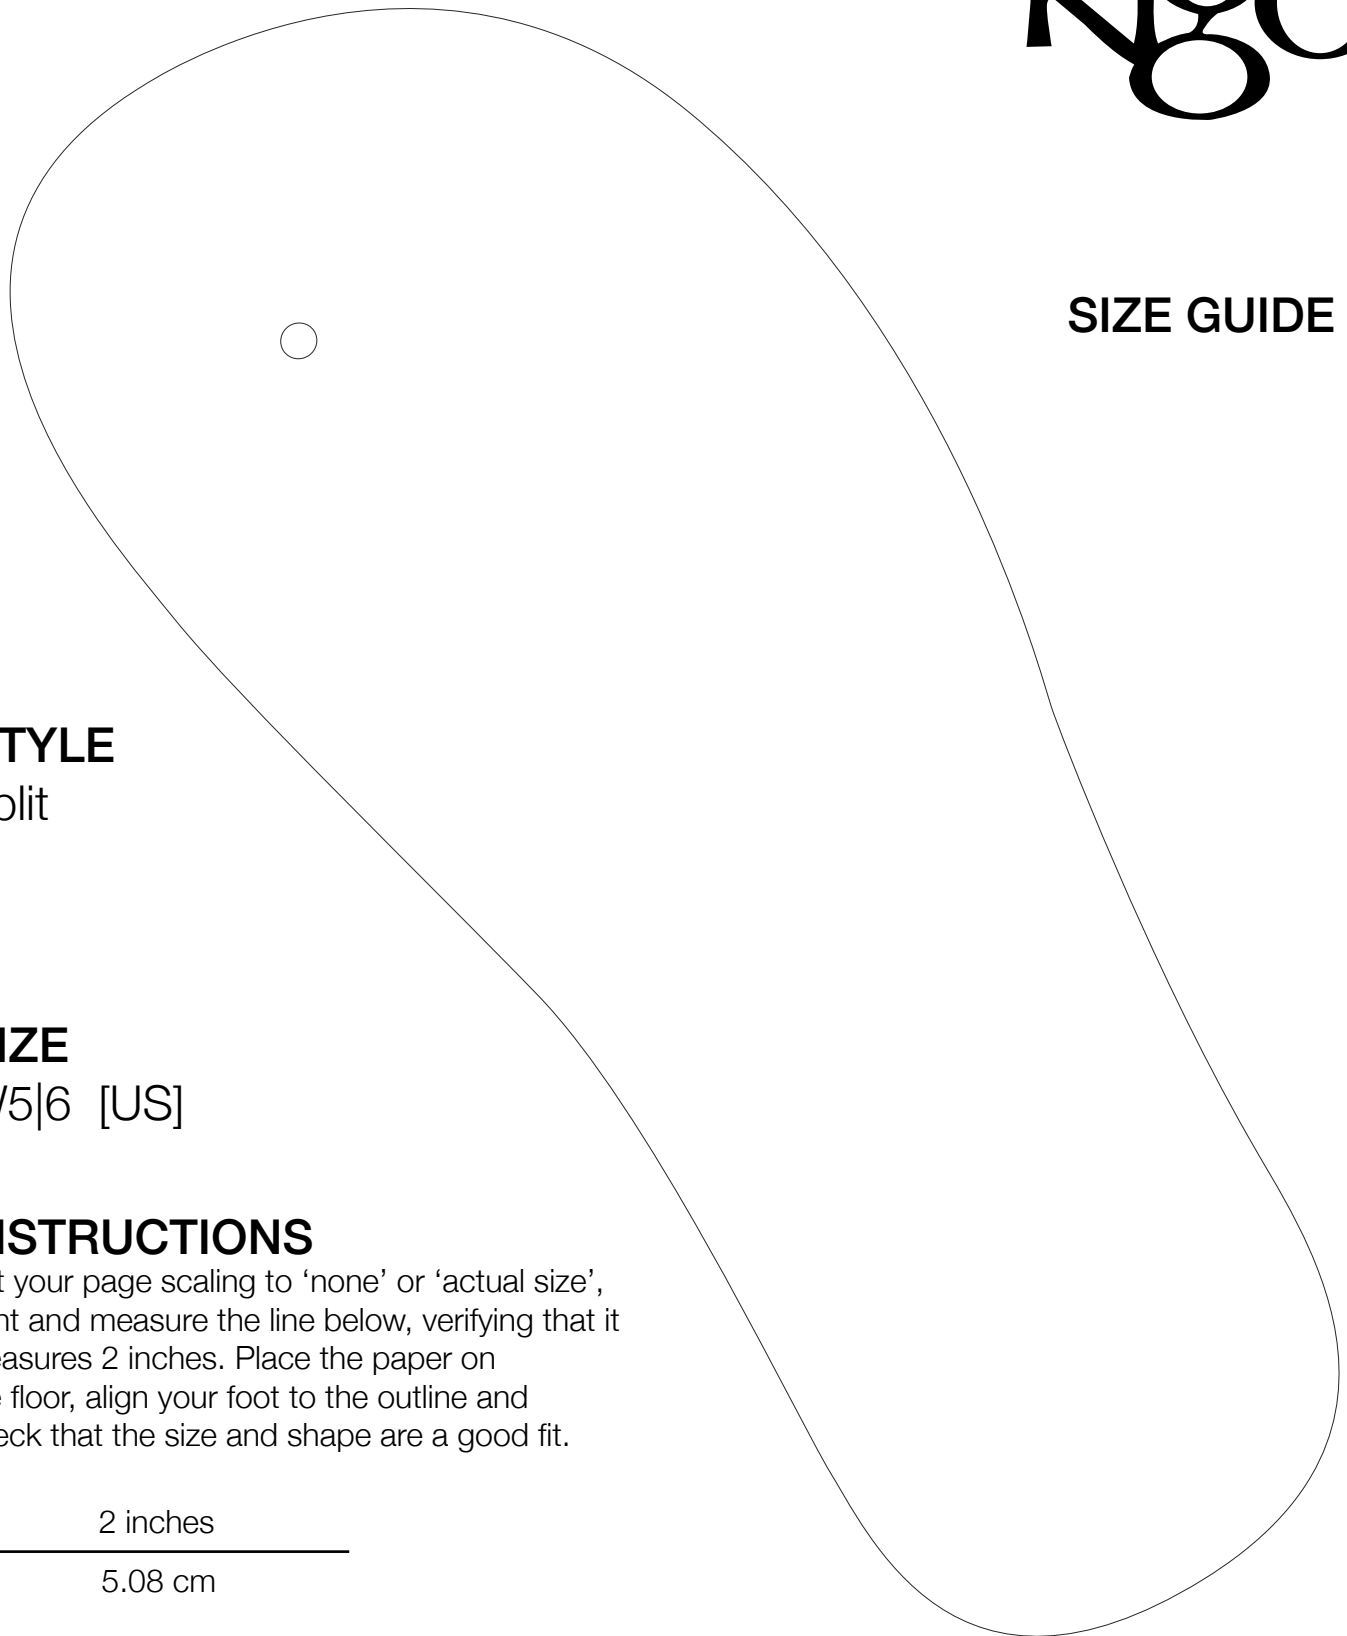 SIZE GUIDE
TYLE
plit
IZE
/5|6 [US]
ISTRUCTIONS
t your page scaling to ‘none’ or ‘actual size’,
nt and measure the line below, verifying that it
easures 2 inches. Place the paper on
e floor, align your foot to the outline and
eck that the size and shape are a good fit.
2 inches
5.08 cm